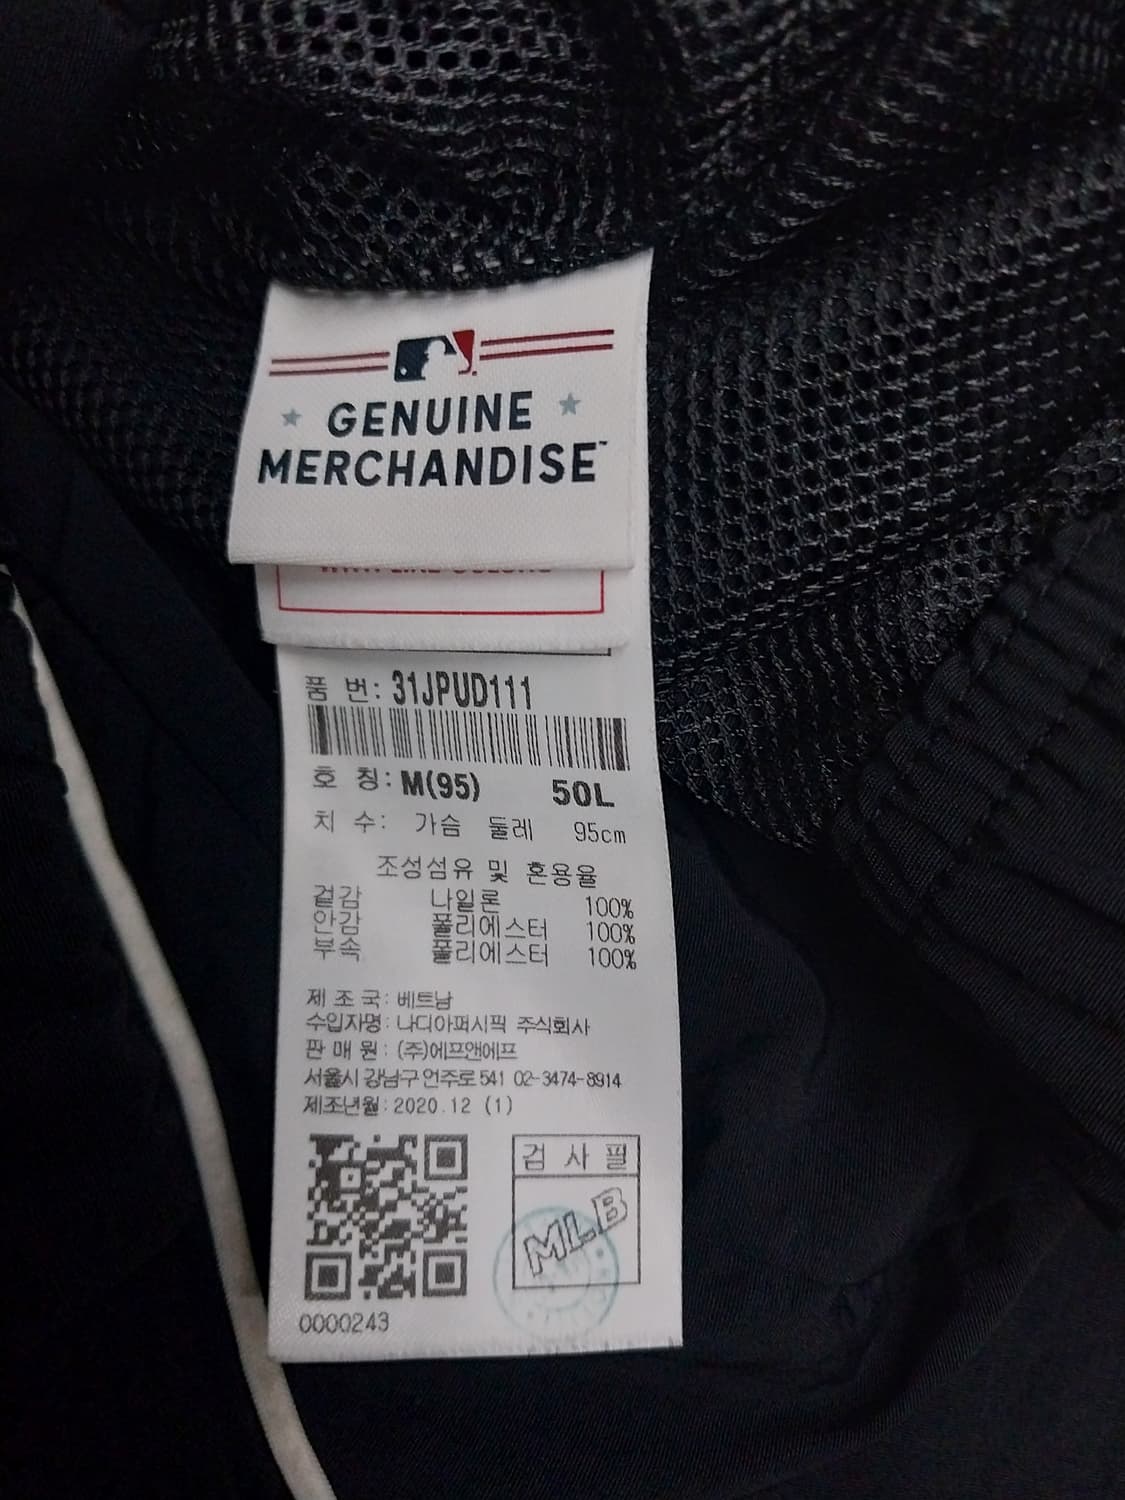 GENUINE
MERCHANDISE™
품 번: 31JPUD111
호 칭: M(95) 50L
치 수: 가슴 둘레 95cm
조성섬유 및 혼용율
겉감 나일론 100%
안감 폴리에스터 100%
부속 폴리에스터 100%
제 조 국: 베트남
수입자명: 나디아퍼시픽 주식회사
판 매 원: (주)에프앤에프
서울시 강남구 언주로 541 02-3474-8914
제조년월: 2020.12 (1)
검 사 필
MLB
0000243